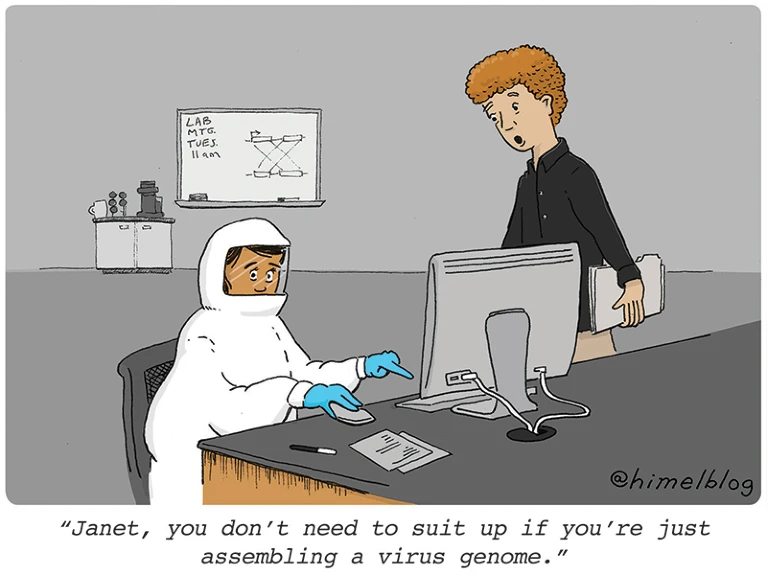 LAB
MTG.
TUES.
11am
@himelblog
“Janet, you don’t need to suit up if you’re just
assembling a virus genome.”